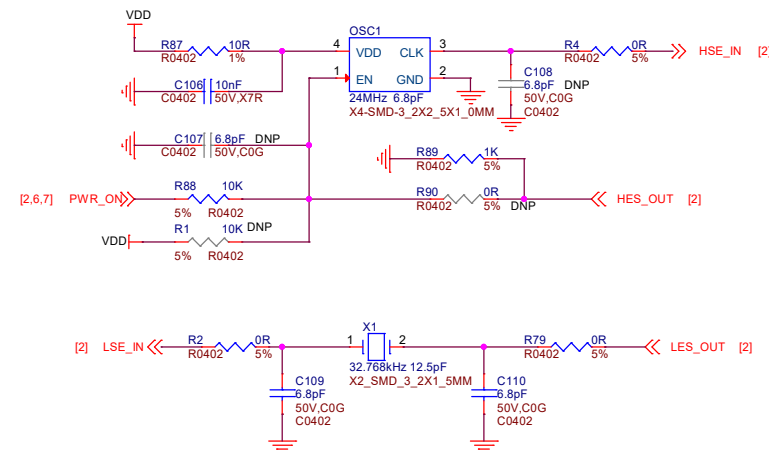 VDD
OSC1
R87 10R
R0402 1%
4 VDD CLK 3
1 EN GND 2
24MHz 6.8pF
X4-SMD-3_2X2_5X1_0MM
C106 10nF
C0402 50V,X7R
R4 0R
R0402 5%
HSE_IN [2]
C108
6.8pF DNP
50V,C0G
C0402
C107 6.8pF DNP
C0402 50V,C0G
R89 1K
R0402 5%
[2,6,7] PWR_ON
R88 10K
5% R0402
R90 0R
R0402 5% DNP
HES_OUT [2]
VDD
R1 10K DNP
5% R0402
X1
[2] LSE_IN
R2 0R
R0402 5%
1 2
32.768kHz 12.5pF
X2_SMD_3_2X1_5MM
R79 0R
R0402 5%
LES_OUT [2]
C109
6.8pF
50V,C0G
C0402
C110
6.8pF
50V,C0G
C0402